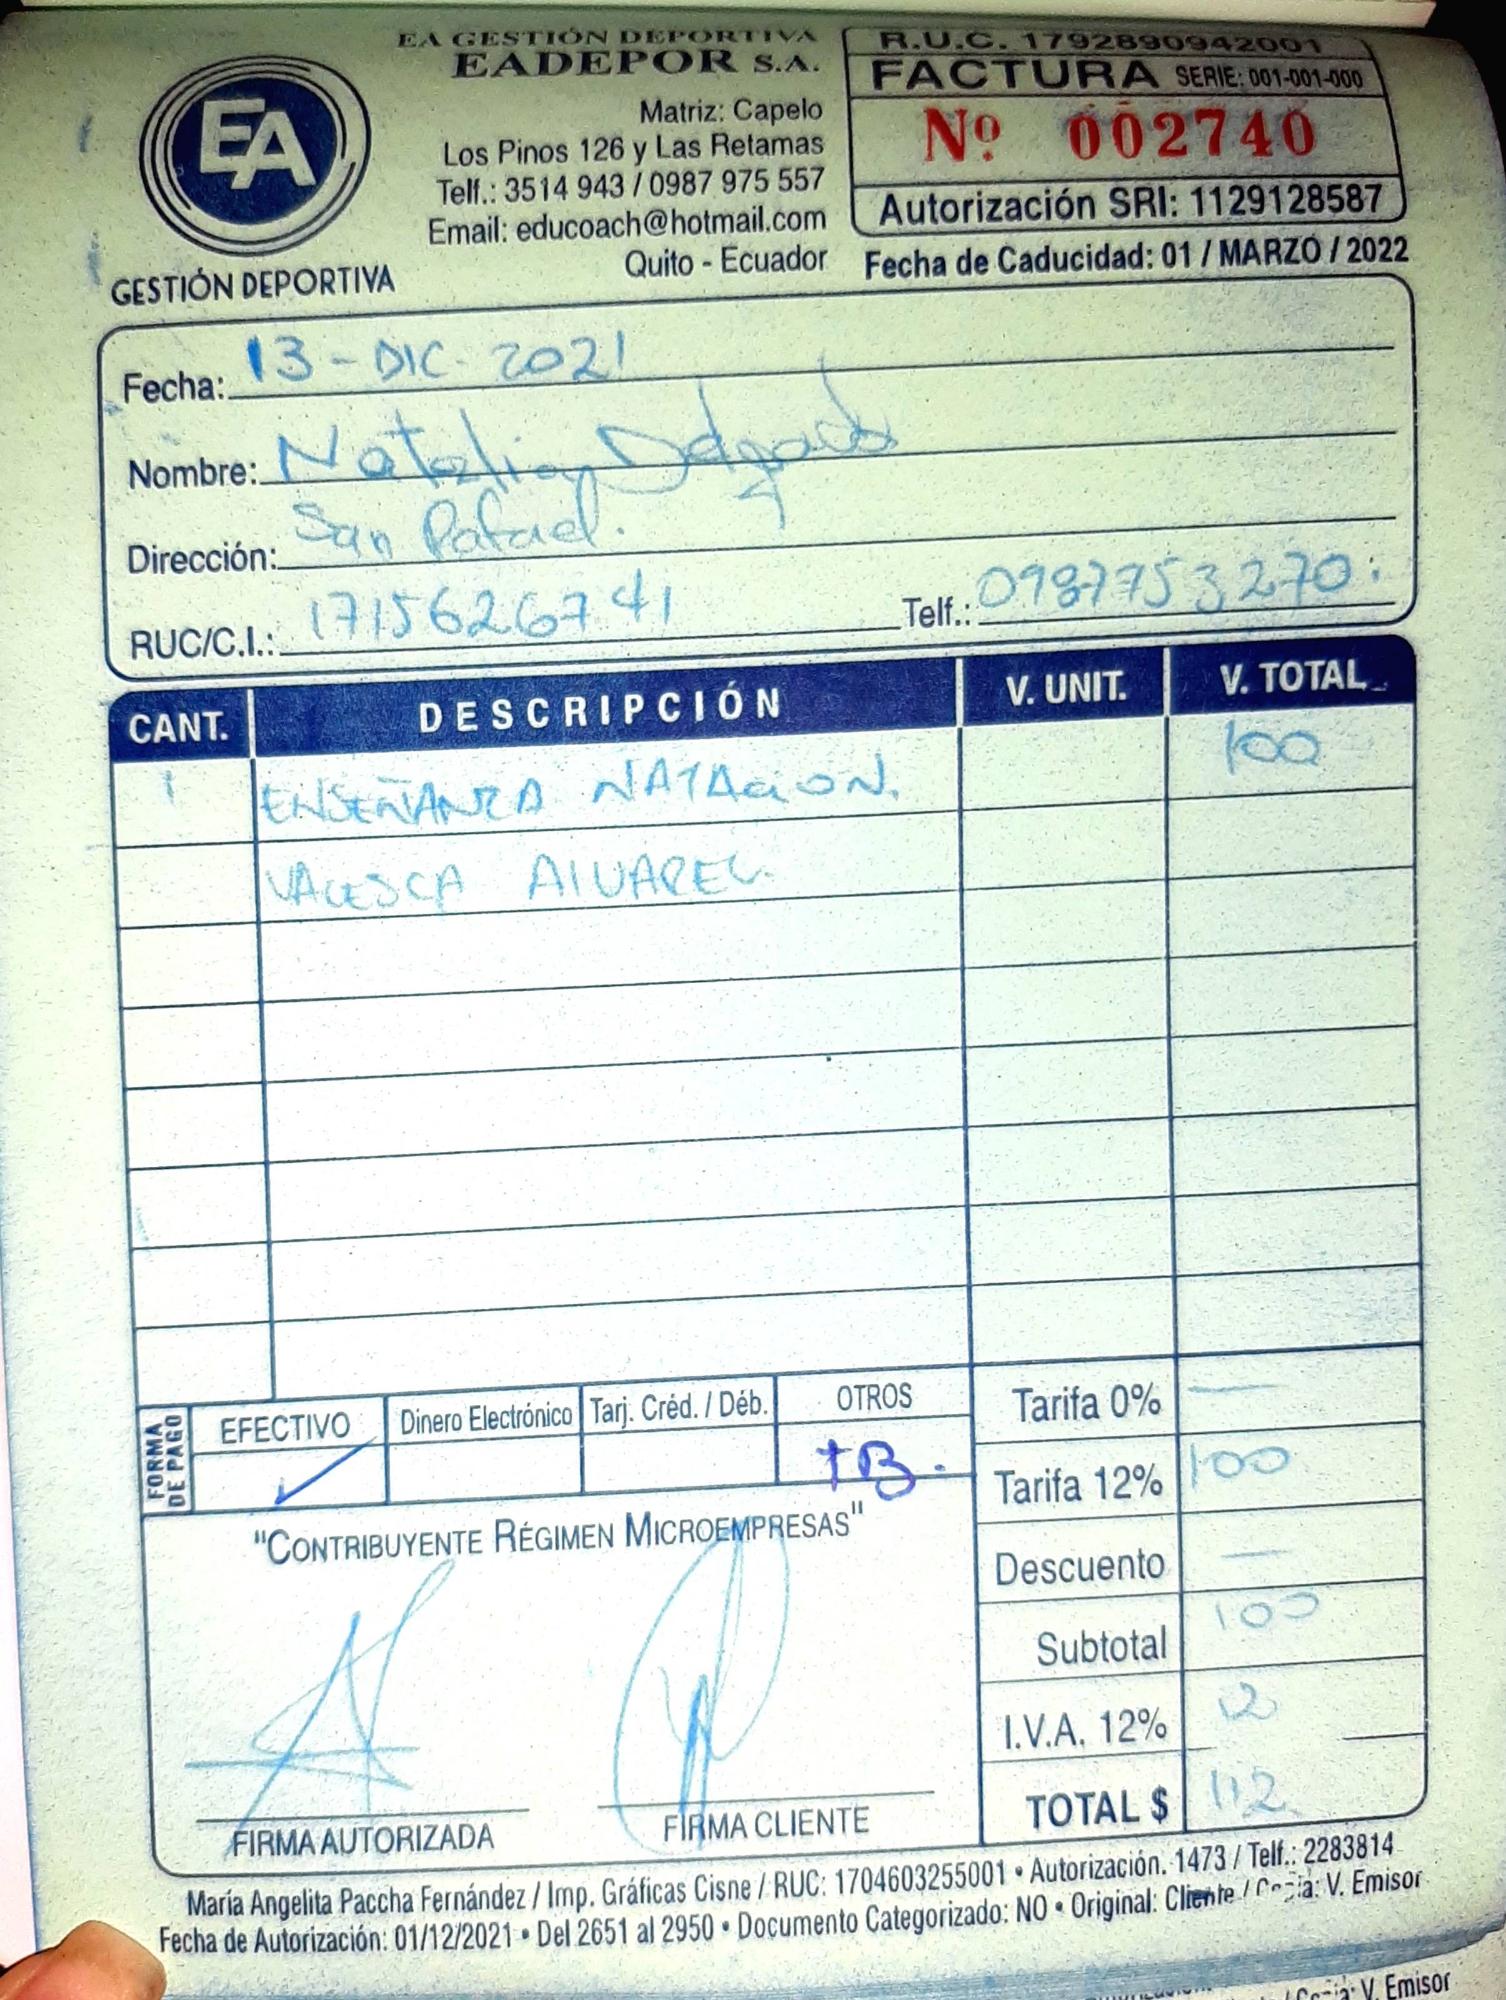 EA GESTIÓN DEPORTIVA
EADEPOR S.A.
Matriz: Capelo
Los Pinos 126 y Las Retamas
Telf.: 3514 943 / 0987 975 557
Email: educoach@hotmail.com
Quito - Ecuador
EA
GESTIÓN DEPORTIVA
R.U.C. 1792890942001
FACTURA SERIE: 001-001-000
Nº 002740
Autorización SRI: 1129128587
Fecha de Caducidad: 01 / MARZO / 2022
Fecha: 13 - DIC - 2021
Nombre: Natalia Delgado
Dirección: San Rafael.
RUC/C.I.: 1715626741 Telf.: 0987753270.
CANT. DESCRIPCIÓN V. UNIT. V. TOTAL
1 ENSEÑANZA NATACION. 100
VALESCA ALVAREZ.
FORMA DE PAGO
EFECTIVO Dinero Electrónico Tarj. Créd. / Déb. OTROS
✓ TB.
Tarifa 0% —
Tarifa 12% 100
Descuento —
Subtotal 100
I.V.A. 12% 12
TOTAL $ 112
"CONTRIBUYENTE RÉGIMEN MICROEMPRESAS"
FIRMA AUTORIZADA FIRMA CLIENTE
María Angelita Paccha Fernández / Imp. Gráficas Cisne / RUC: 1704603255001 • Autorización. 1473 / Telf.: 2283814
Fecha de Autorización: 01/12/2021 • Del 2651 al 2950 • Documento Categorizado: NO • Original: Cliente / Copia: V. Emisor
V. Emisor